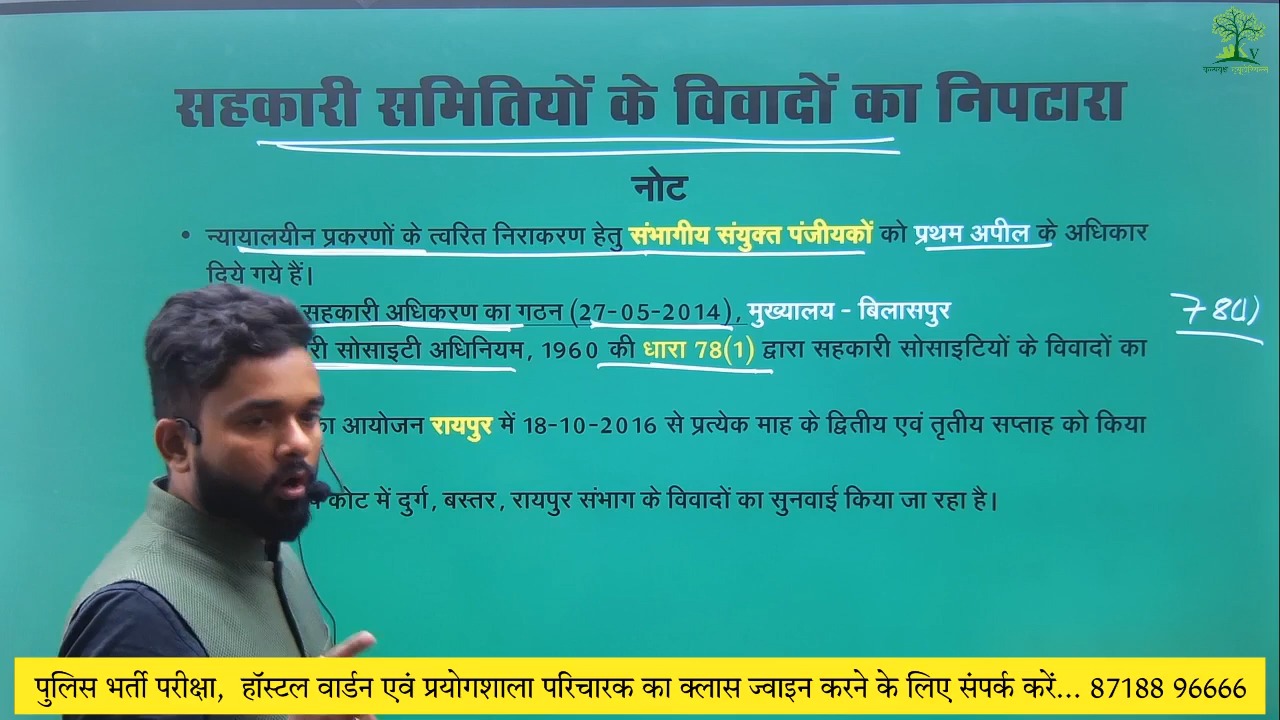 सहकारी समितियों के विवादों का निपटारा
नोट
• न्यायालयीन प्रकरणों के त्वरित निराकरण हेतु संभागीय संयुक्त पंजीयकों को प्रथम अपील के अधिकार
दिये गये हैं।
सहकारी अधिकरण का गठन (27-05-2014), मुख्यालय - बिलासपुर
78(1)
सोसाइटी अधिनियम, 1960 की धारा 78(1) द्वारा सहकारी सोसाइटियों के विवादों का
आयोजन रायपुर में 18-10-2016 से प्रत्येक माह के द्वितीय एवं तृतीय सप्ताह को किया
कोट में दुर्ग, बस्तर, रायपुर संभाग के विवादों का सुनवाई किया जा रहा है।
पुलिस भर्ती परीक्षा, हॉस्टल वार्डन एवं प्रयोगशाला परिचारक का क्लास ज्वाइन करने के लिए संपर्क करें... 87188 96666